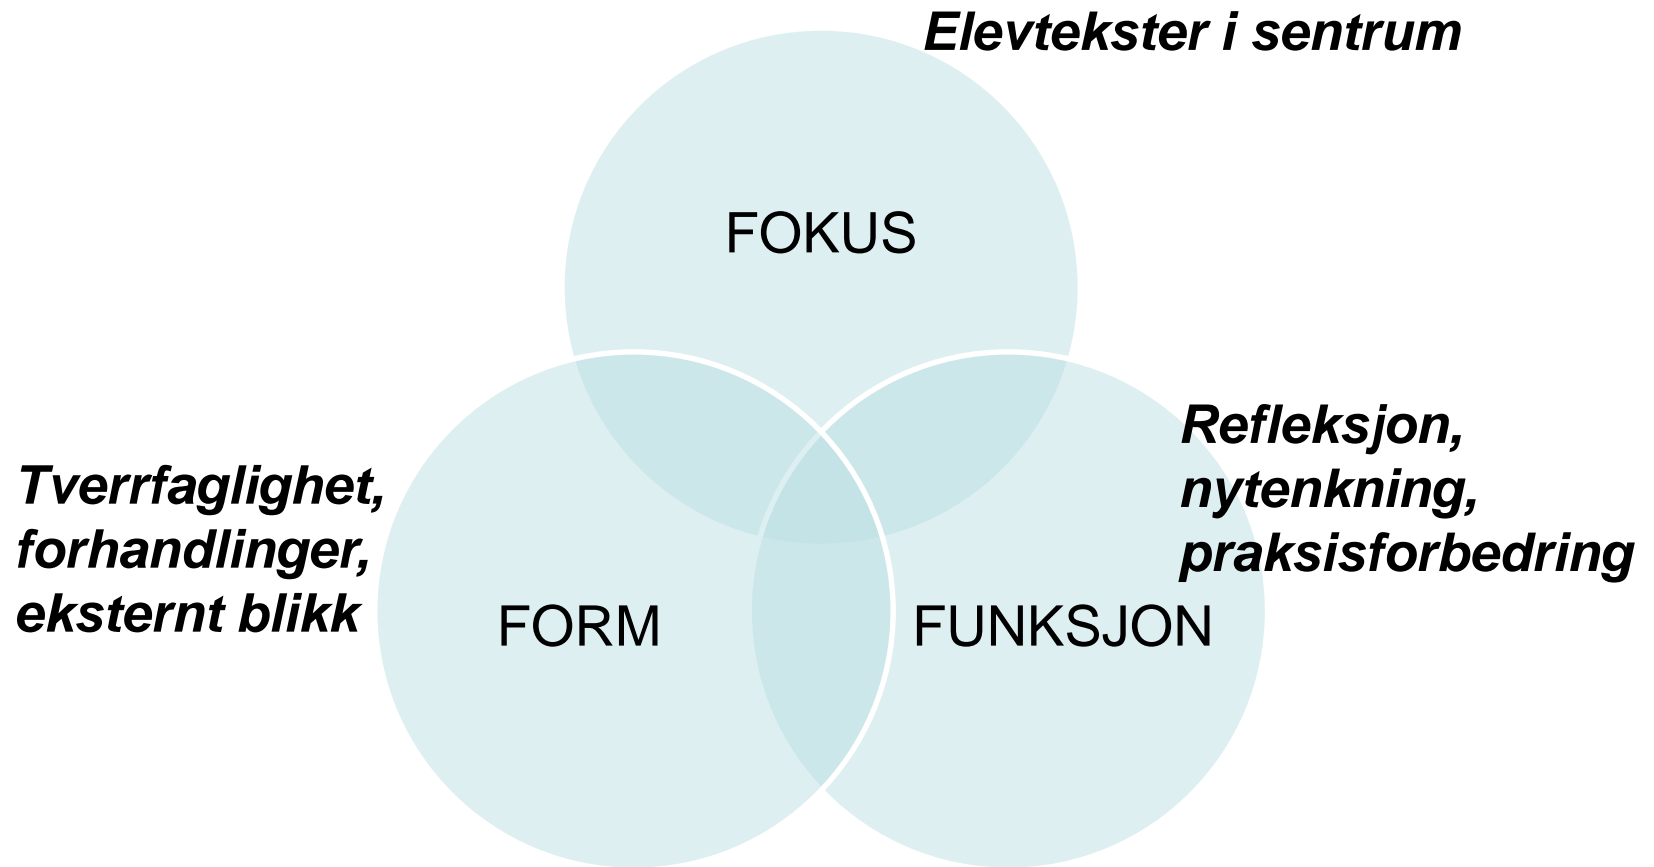 Elevtekster i sentrum
FOKUS
Refleksjon,
nytenkning,
praksisforbedring
Tverrfaglighet,
forhandlinger,
eksternt blikk
FORM
FUNKSJON